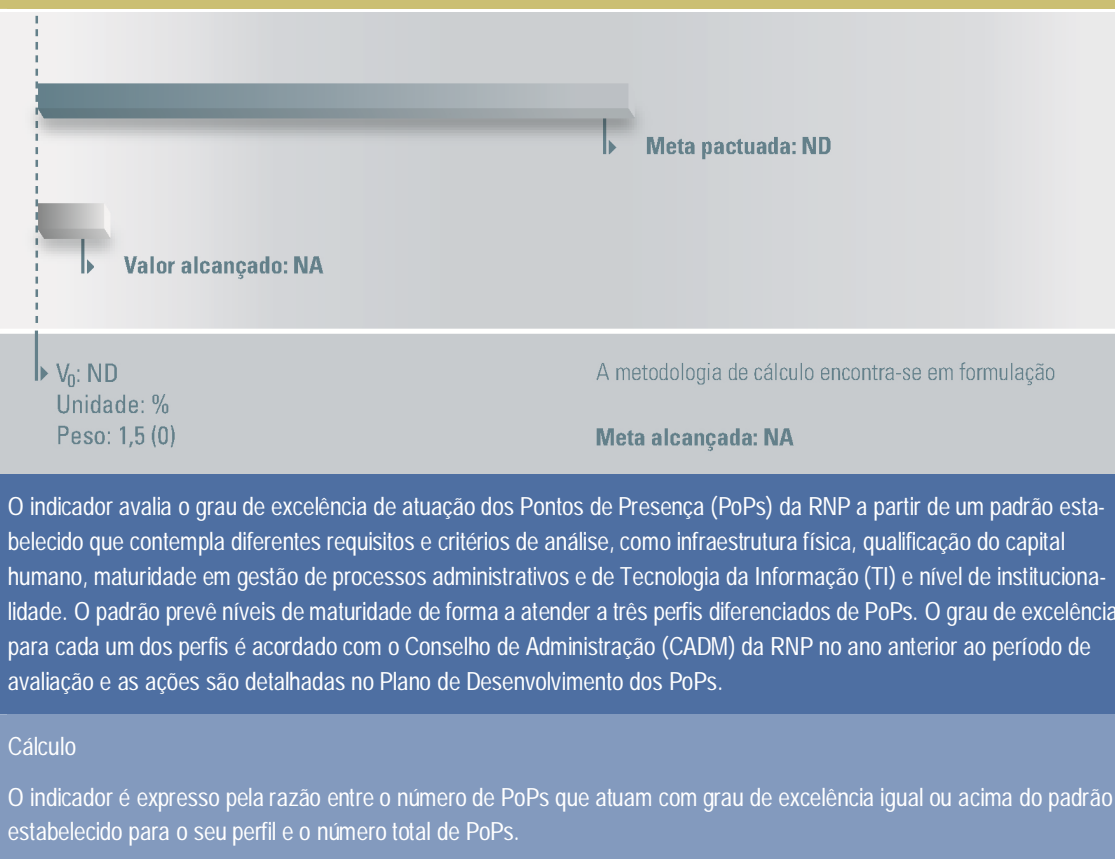 Meta pactuada: ND
Valor alcançado: NA
V₀: ND
Unidade: %
Peso: 1,5 (0)
A metodologia de cálculo encontra-se em formulação
Meta alcançada: NA
O indicador avalia o grau de excelência de atuação dos Pontos de Presença (PoPs) da RNP a partir de um padrão esta-
belecido que contempla diferentes requisitos e critérios de análise, como infraestrutura física, qualificação do capital
humano, maturidade em gestão de processos administrativos e de Tecnologia da Informação (TI) e nível de instituciona-
lidade. O padrão prevê níveis de maturidade de forma a atender a três perfis diferenciados de PoPs. O grau de excelência
para cada um dos perfis é acordado com o Conselho de Administração (CADM) da RNP no ano anterior ao período de
avaliação e as ações são detalhadas no Plano de Desenvolvimento dos PoPs.
Cálculo
O indicador é expresso pela razão entre o número de PoPs que atuam com grau de excelência igual ou acima do padrão
estabelecido para o seu perfil e o número total de PoPs.